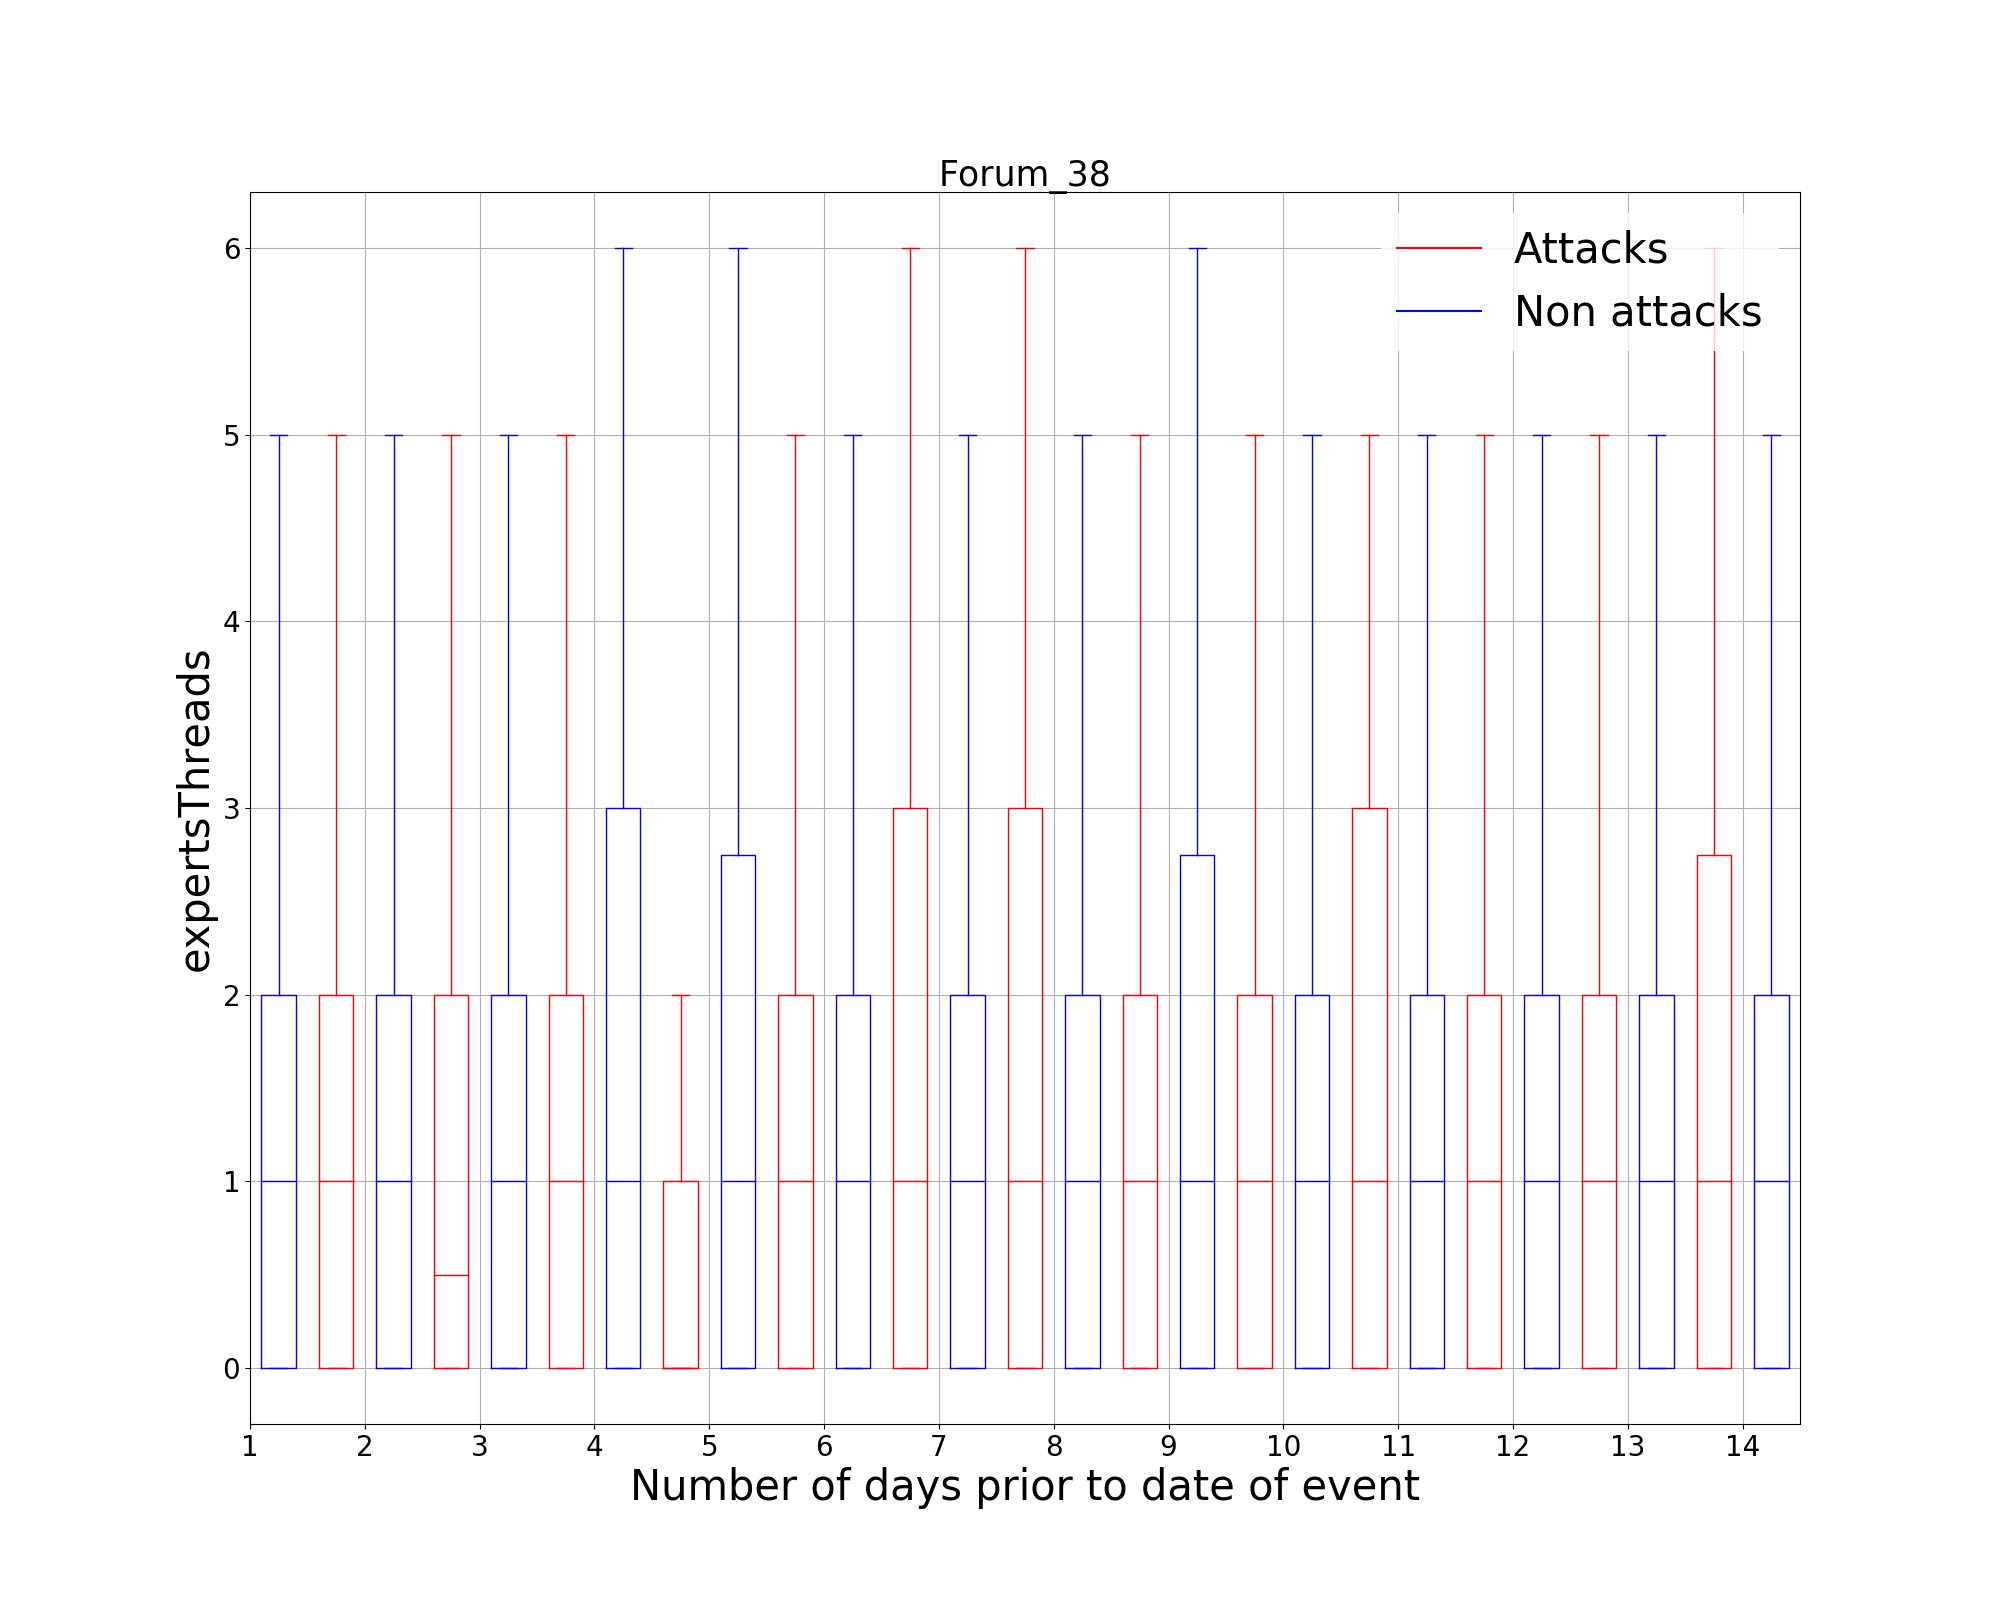 Forum_38
Attacks
Non attacks
6
5
4
3
2
1
0
expertsThreads
1 2 3 4 5 6 7 8 9 10 11 12 13 14
Number of days prior to date of event